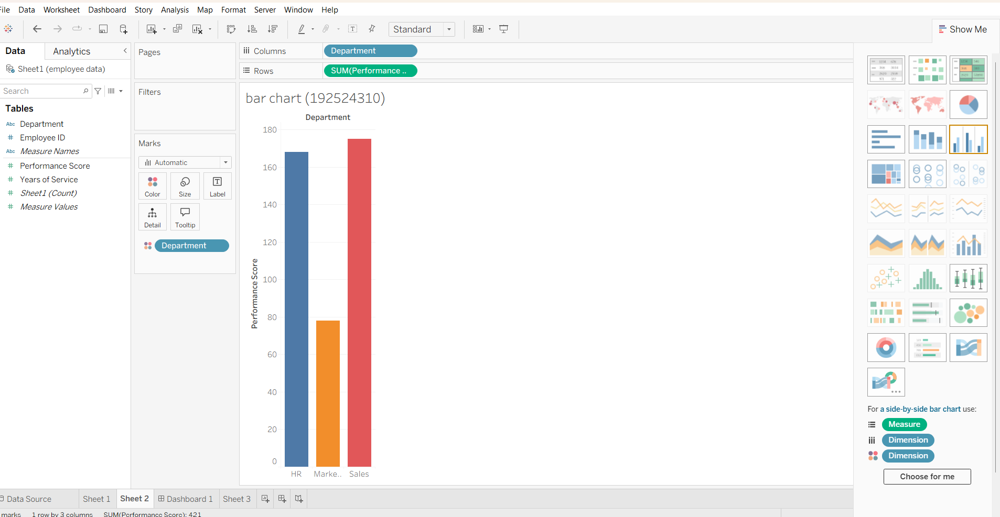 File Data Worksheet Dashboard Story Analysis Map Format Server Window Help
Standard
Show Me
Data Analytics
Sheet1 (employee data)
Search
Tables
Abc Department
# Employee ID
Abc Measure Names
# Performance Score
# Years of Service
# Sheet1 (Count)
# Measure Values
Pages
Filters
Marks
Automatic
Color Size Label
Detail Tooltip
Department
Columns Department
Rows SUM(Performance ..
bar chart (192524310)
Department
Performance Score
180
160
140
120
100
80
60
40
20
0
HR Marke.. Sales
For a side-by-side bar chart use:
Measure
Dimension
Dimension
Choose for me
Data Source Sheet 1 Sheet 2 Dashboard 1 Sheet 3
marks 1 row by 3 columns SUM(Performance Score): 421